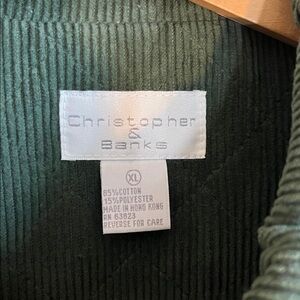 Christopher
&
Banks
XL
85%COTTON
15%POLYESTER
MADE IN HONG KONG
RN 63823
REVERSE FOR CARE